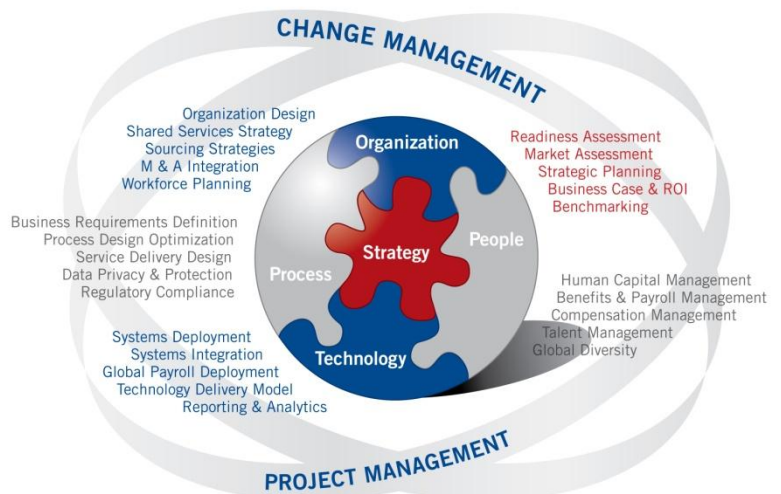 CHANGE MANAGEMENT
Organization Design
Shared Services Strategy
Sourcing Strategies
M & A Integration
Workforce Planning
Organization
Readiness Assessment
Market Assessment
Strategic Planning
Business Case & ROI
Benchmarking
Business Requirements Definition
Process Design Optimization
Service Delivery Design
Data Privacy & Protection
Regulatory Compliance
Process
Strategy
People
Human Capital Management
Benefits & Payroll Management
Compensation Management
Talent Management
Global Diversity
Systems Deployment
Systems Integration
Global Payroll Deployment
Technology Delivery Model
Reporting & Analytics
Technology
PROJECT MANAGEMENT